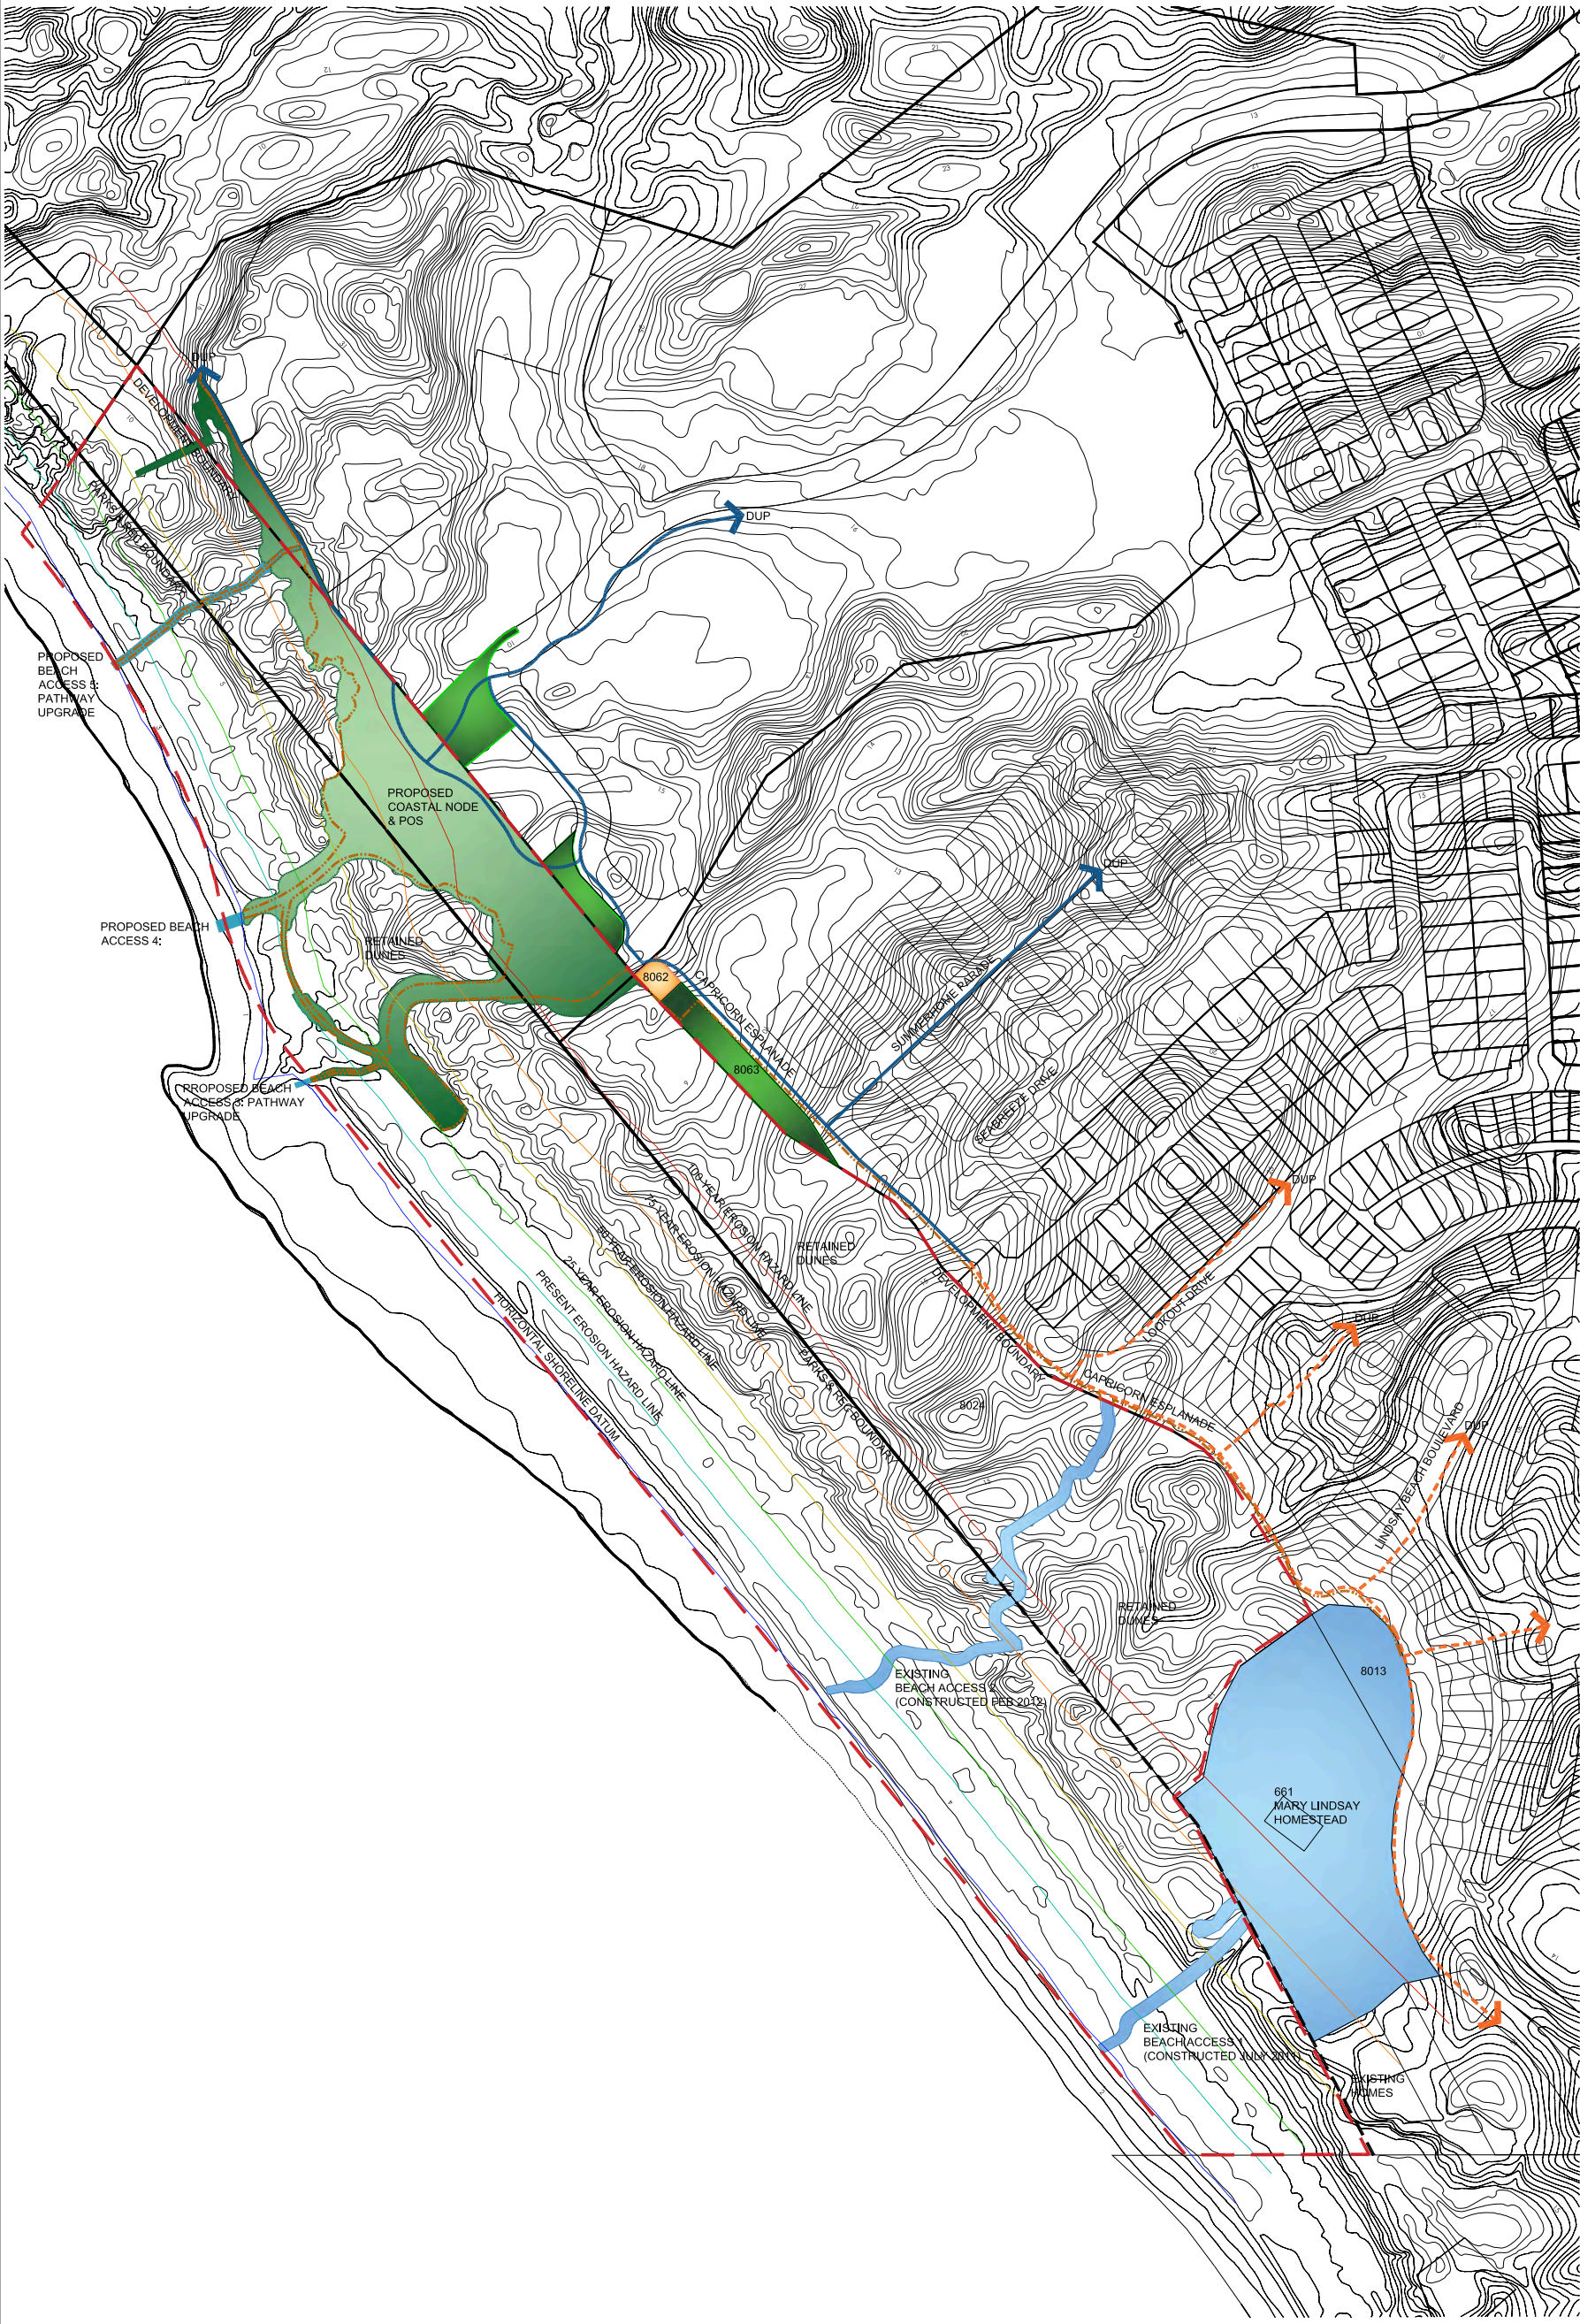 DUP
DEVELOPMENT BOUNDARY
PARKS & REC BOUNDARY
DUP
PROPOSED
BEACH
ACCESS 5:
PATHWAY
UPGRADE
PROPOSED
COASTAL NODE
& POS
DUP
PROPOSED BEACH
ACCESS 4:
RETAINED
DUNES
8062
CAPRICORN ESPLANADE
SUMMERHOME PARADE
8063
SEABREEZE DRIVE
PROPOSED BEACH
ACCESS 3: PATHWAY
UPGRADE
DUP
100 YEAR EROSION HAZARD LINE
75 YEAR EROSION HAZARD LINE
50 YEAR EROSION HAZARD LINE
25 YEAR EROSION HAZARD LINE
PRESENT EROSION HAZARD LINE
HORIZONTAL SHORELINE DATUM
RETAINED
DUNES
DEVELOPMENT BOUNDARY
LOOKOUT DRIVE
DUP
PARKS & REC BOUNDARY
8024
CAPRICORN ESPLANADE
LINDSAY BEACH BOULEVARD
DUP
RETAINED
DUNES
EXISTING
BEACH ACCESS 2
(CONSTRUCTED FEB 2012)
8013
661
MARY LINDSAY
HOMESTEAD
EXISTING
BEACH ACCESS 1
(CONSTRUCTED JULY 2011)
EXISTING
HOMES